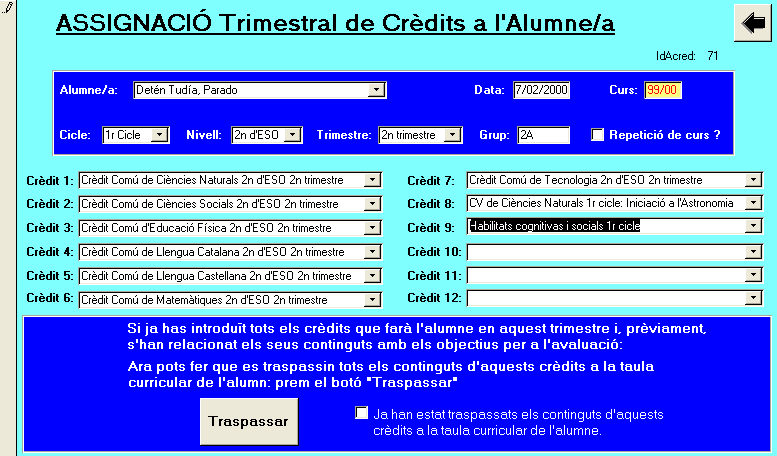 ASSIGNACIÓ Trimestral de Crèdits a l'Alumne/a
IdAcred: 71
Alumne/a: Detén Tudía, Parado Data: 7/02/2000 Curs: 99/00
Cicle: 1r Cicle Nivell: 2n d'ESO Trimestre: 2n trimestre Grup: 2A Repetició de curs ?
Crèdit 1: Crèdit Comú de Ciències Naturals 2n d'ESO 2n trimestre
Crèdit 2: Crèdit Comú de Ciències Socials 2n d'ESO 2n trimestre
Crèdit 3: Crèdit Comú d'Educació Física 2n d'ESO 2n trimestre
Crèdit 4: Crèdit Comú de Llengua Catalana 2n d'ESO 2n trimestre
Crèdit 5: Crèdit Comú de Llengua Castellana 2n d'ESO 2n trimestre
Crèdit 6: Crèdit Comú de Matemàtiques 2n d'ESO 2n trimestre
Crèdit 7: Crèdit Comú de Tecnologia 2n d'ESO 2n trimestre
Crèdit 8: CV de Ciències Naturals 1r cicle: Iniciació a l'Astronomia
Crèdit 9: Habilitats cognitivas i socials 1r cicle
Crèdit 10:
Crèdit 11:
Crèdit 12:
Si ja has introduït tots els crèdits que farà l'alumne en aquest trimestre i, prèviament,
s'han relacionat els seus continguts amb els objectius per a l'avaluació:
Ara pots fer que es traspassin tots els continguts d'aquests crèdits a la taula
curricular de l'alumn: prem el botó "Traspassar"
Traspassar
Ja han estat traspassats els continguts d'aquests
crèdits a la taula curricular de l'alumne.